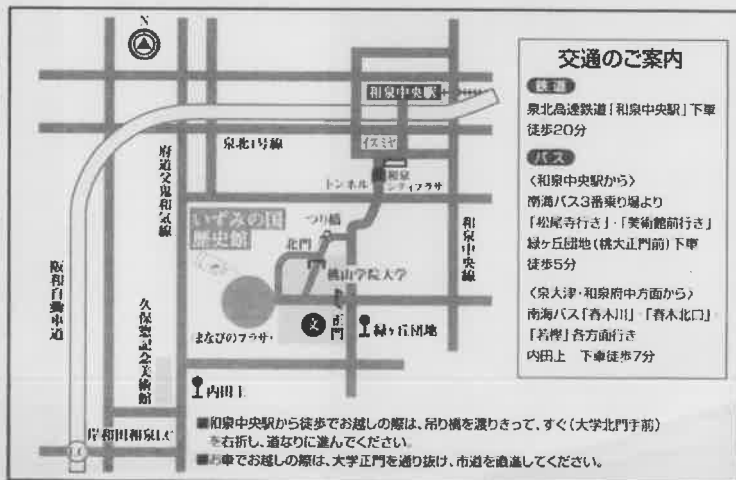 N
和泉中央駅
泉北1号線
イズミヤ
府道父鬼和気線
トンネル
和泉
シティプラザ
いずみの国
歴史館
つり橋
北門
和泉中央線
桃山学院大学
阪和自動車道
久保惣記念美術館
まなびのプラザ
文
正門
緑ヶ丘団地
内田上
岸和田和泉I.C
交通のご案内
鉄道
泉北高速鉄道「和泉中央駅」下車
徒歩20分
バス
〈和泉中央駅から〉
南海バス3番乗り場より
「松尾寺行き」・「美術館前行き」
緑ヶ丘団地(桃大正門前)下車
徒歩5分
〈泉大津・和泉府中方面から〉
南海バス「春木川」・「春木北口」・
「若樫」各方面行き
内田上 下車徒歩7分
■和泉中央駅から徒歩でお越しの際は、吊り橋を渡りきって、すぐ(大学北門手前)
を右折し、道なりに進んでください。
■お車でお越しの際は、大学正門を通り抜け、市道を直進してください。